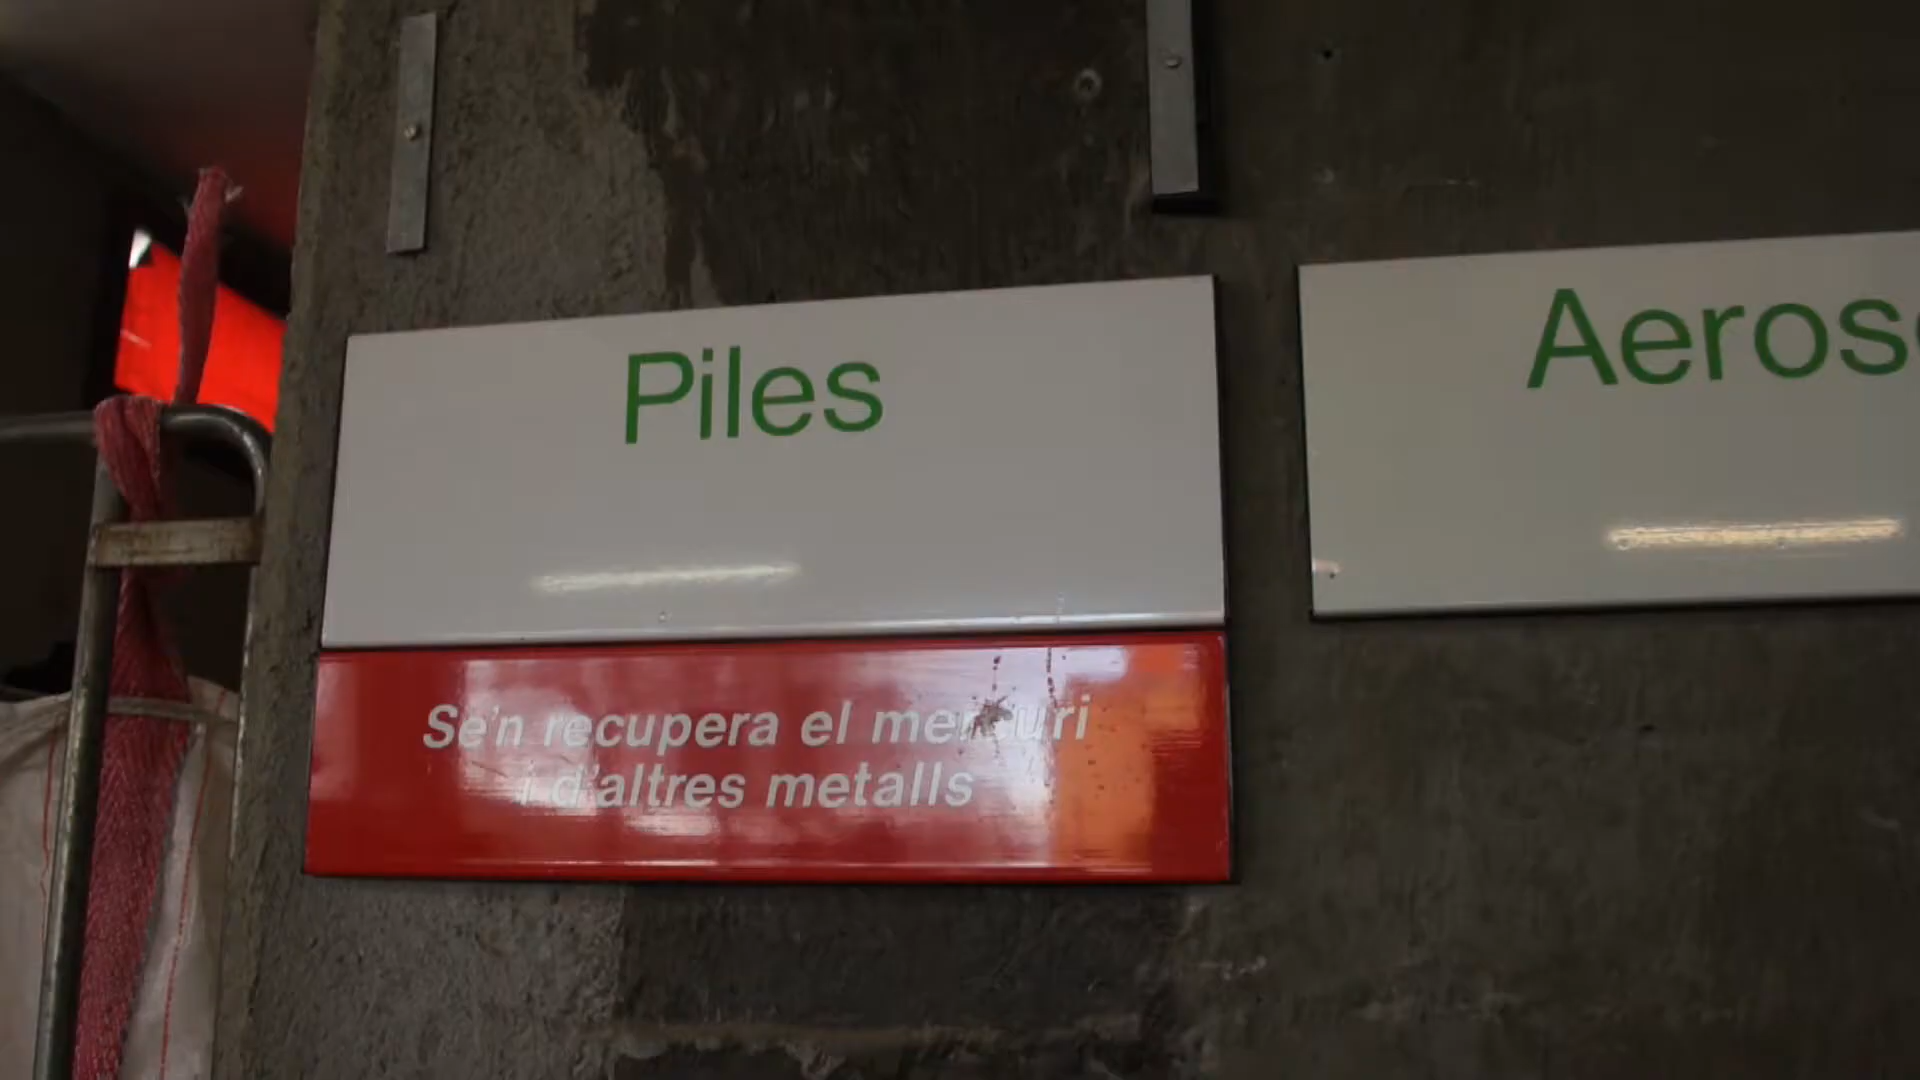 Piles
Se'n recupera el mercuri
i d'altres metalls